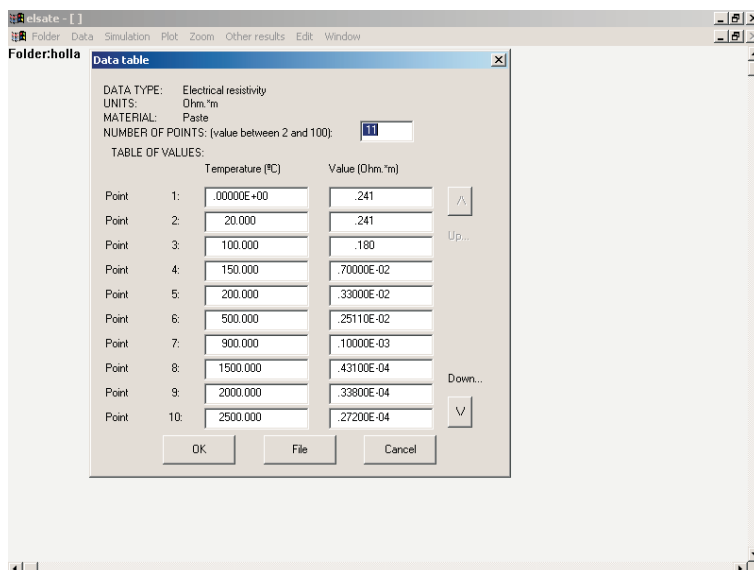 elsate - [ ]
Folder Data Simulation Plot Zoom Other results Edit Window
Folder:holla
Data table
DATA TYPE: Electrical resistivity
UNITS: Ohm.*m
MATERIAL: Paste
NUMBER OF POINTS: (value between 2 and 100): 11
TABLE OF VALUES:
Temperature (ºC) Value (Ohm.*m)
Point 1: .00000E+00 .241
Point 2: 20.000 .241
Point 3: 100.000 .180
Up...
Point 4: 150.000 .70000E-02
Point 5: 200.000 .33000E-02
Point 6: 500.000 .25110E-02
Point 7: 900.000 .10000E-03
Point 8: 1500.000 .43100E-04
Down...
Point 9: 2000.000 .33800E-04
Point 10: 2500.000 .27200E-04
OK File Cancel